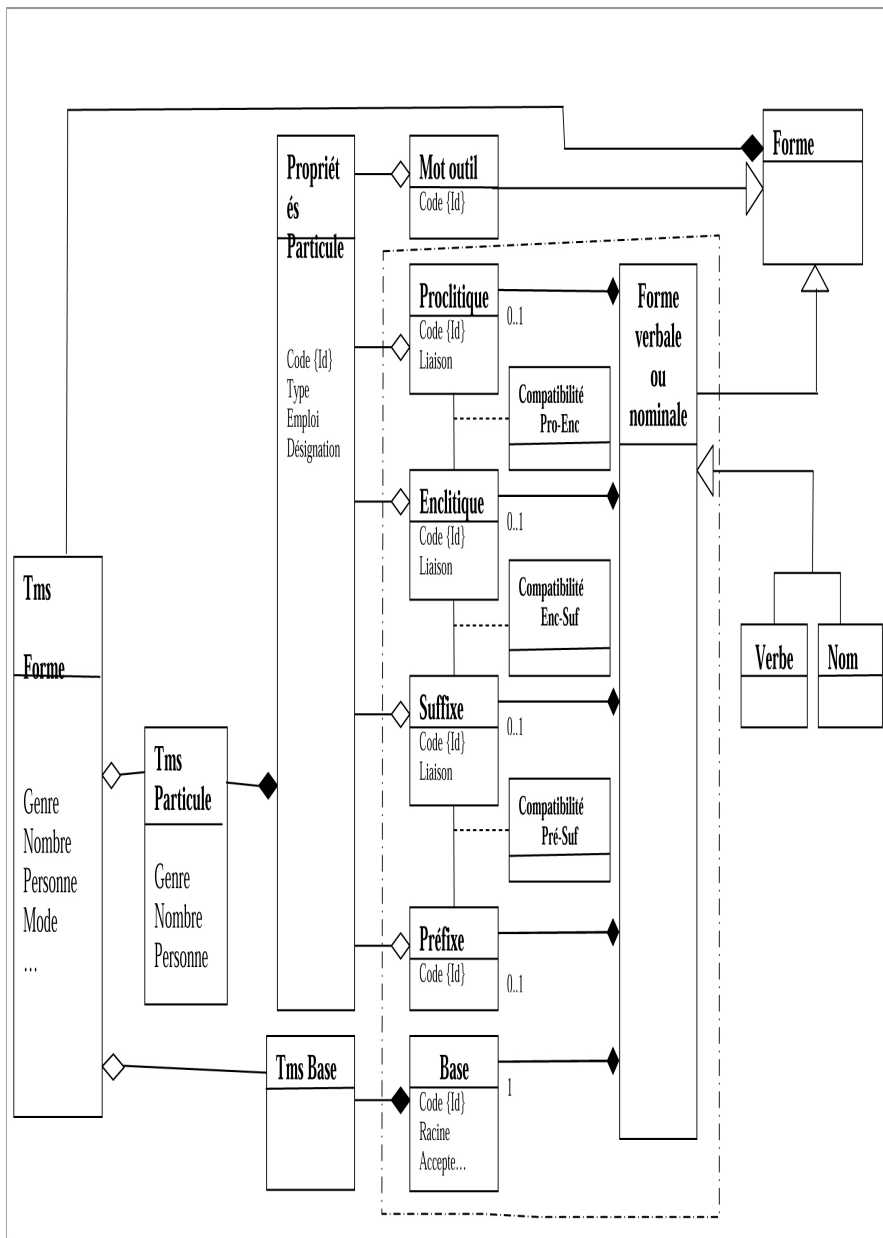 Forme
Propriét
és
Particule
Code {Id}
Type
Emploi
Désignation
Mot outil
Code {Id}
Proclitique
Code {Id}
Liaison
0..1
Forme
verbale
ou
nominale
Compatibilité
Pro-Enc
Enclitique
Code {Id}
Liaison
0..1
Compatibilité
Enc-Suf
Tms
Forme
Genre
Nombre
Personne
Mode
…
Verbe
Nom
Suffixe
Code {Id}
Liaison
0..1
Tms
Particule
Genre
Nombre
Personne
Compatibilité
Pré-Suf
Préfixe
Code {Id}
0..1
Tms Base
Base
Code {Id}
Racine
Accepte…
1